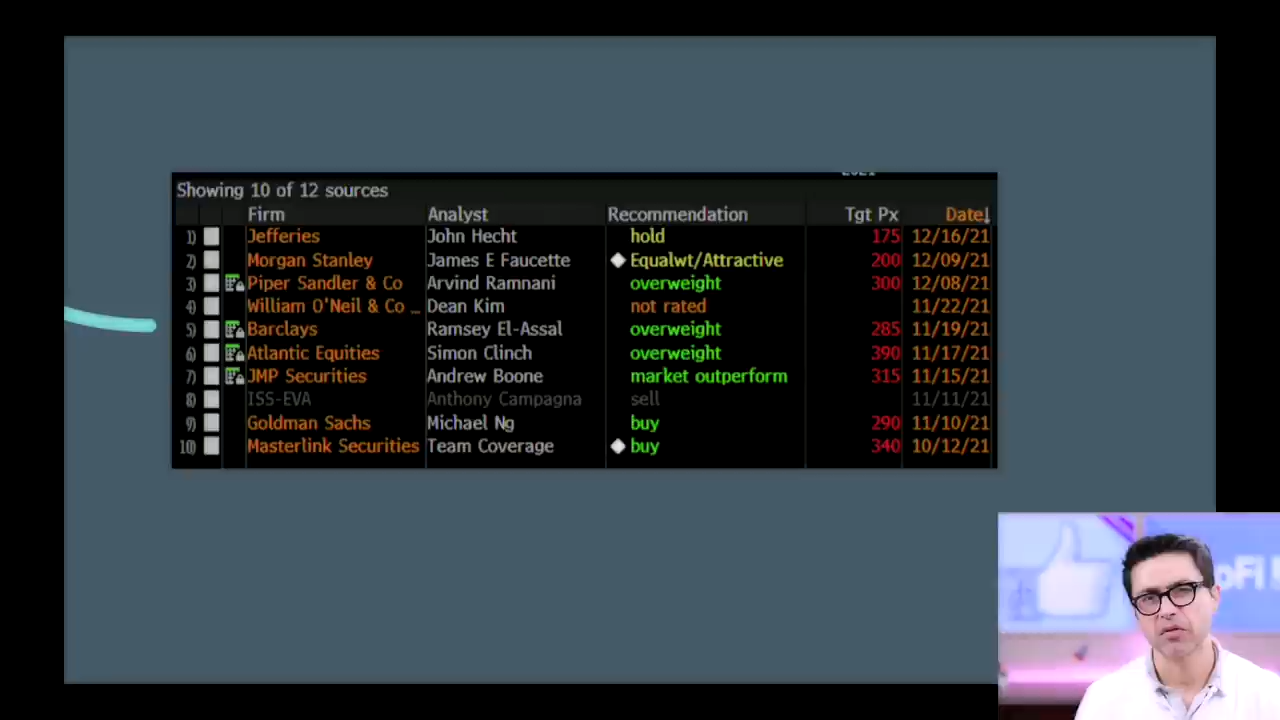 2021
Showing 10 of 12 sources
Firm Analyst Recommendation Tgt Px Date↓
1) Jefferies John Hecht hold 175 12/16/21
2) Morgan Stanley James E Faucette Equalwt/Attractive 200 12/09/21
3) Piper Sandler & Co Arvind Ramnani overweight 300 12/08/21
4) William O'Neil & Co … Dean Kim not rated 11/22/21
5) Barclays Ramsey El-Assal overweight 285 11/19/21
6) Atlantic Equities Simon Clinch overweight 390 11/17/21
7) JMP Securities Andrew Boone market outperform 315 11/15/21
8) ISS-EVA Anthony Campagna sell 11/11/21
9) Goldman Sachs Michael Ng buy 290 11/10/21
10) Masterlink Securities Team Coverage buy 340 10/12/21
oFi